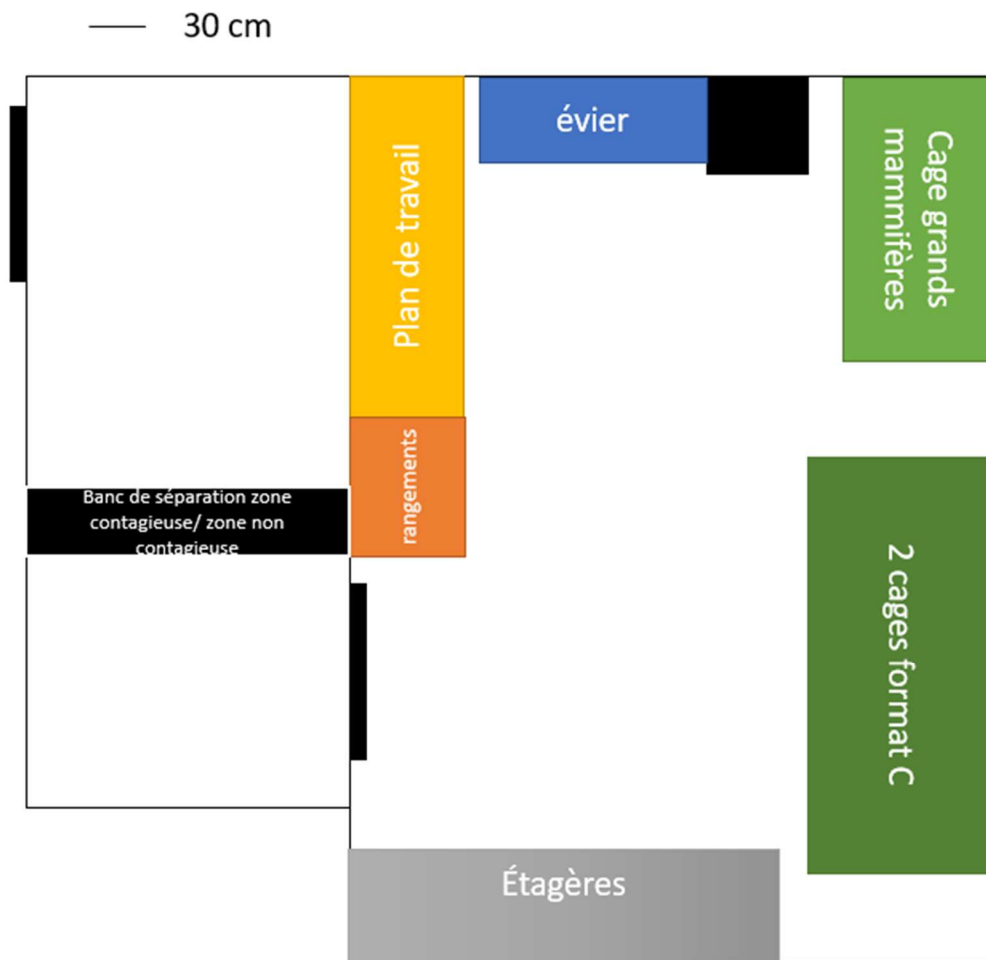 30 cm
évier
Plan de travail
Cage grands
mammifères
rangements
Banc de séparation zone
contagieuse/ zone non
contagieuse
2 cages format C
Étagères